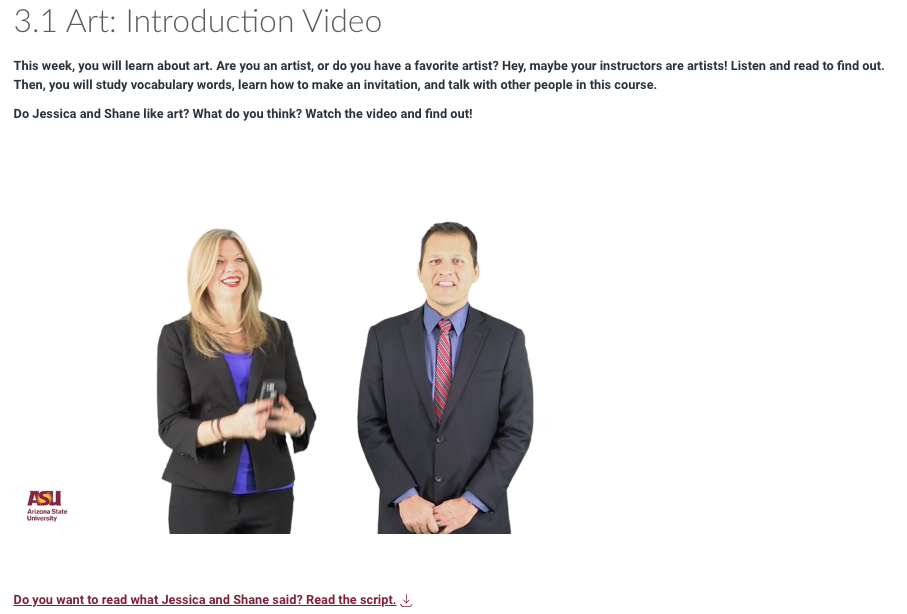 3.1 Art: Introduction Video
This week, you will learn about art. Are you an artist, or do you have a favorite artist? Hey, maybe your instructors are artists! Listen and read to find out.
Then, you will study vocabulary words, learn how to make an invitation, and talk with other people in this course.
Do Jessica and Shane like art? What do you think? Watch the video and find out!
ASU
Arizona State
University
Do you want to read what Jessica and Shane said? Read the script.